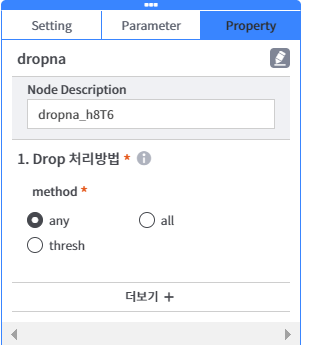 Setting Parameter Property
dropna
Node Description
dropna_h8T6
1. Drop 처리방법 *
method *
any all
thresh
더보기 +